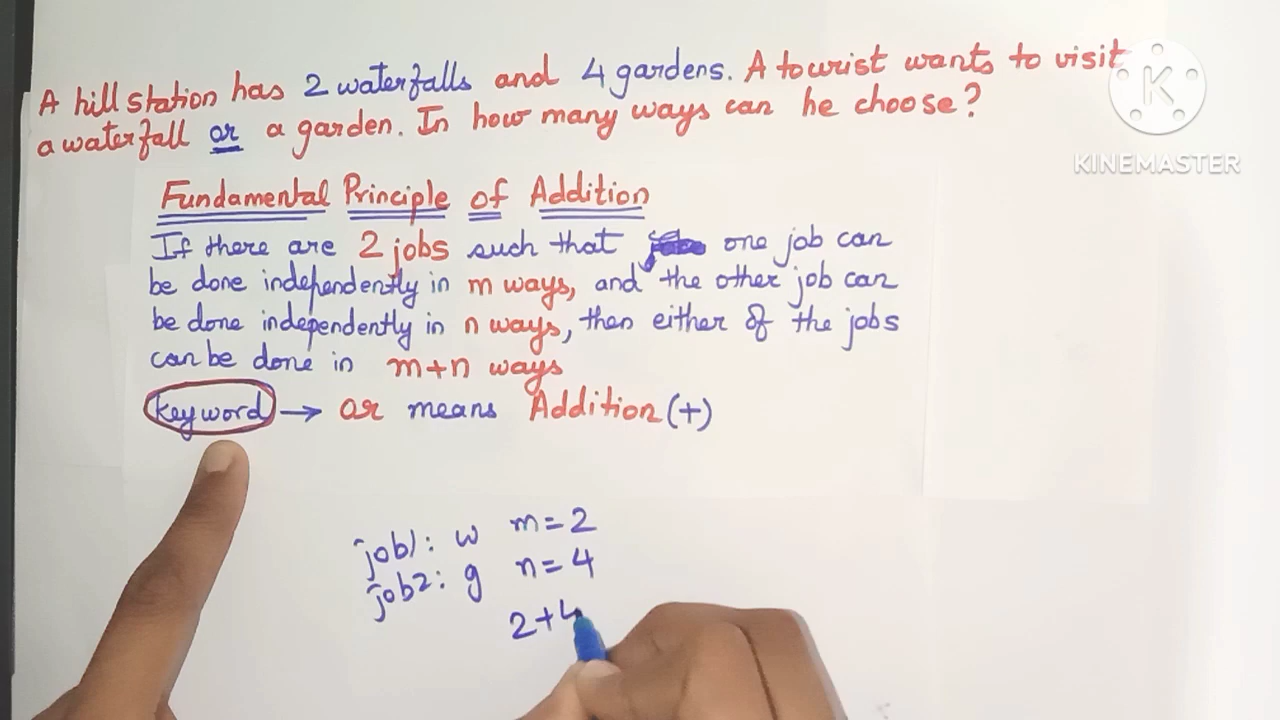 A hill station has 2 waterfalls and 4 gardens. A tourist wants to visit
a waterfall or a garden. In how many ways can he choose?
KINEMASTER
Fundamental Principle of Addition
If there are 2 jobs such that one job can
be done independently in m ways, and the other job can
be done independently in n ways, then either of the jobs
can be done in m+n ways
keyword → or means Addition (+)
job1: w m=2
job2: g n=4
2+4